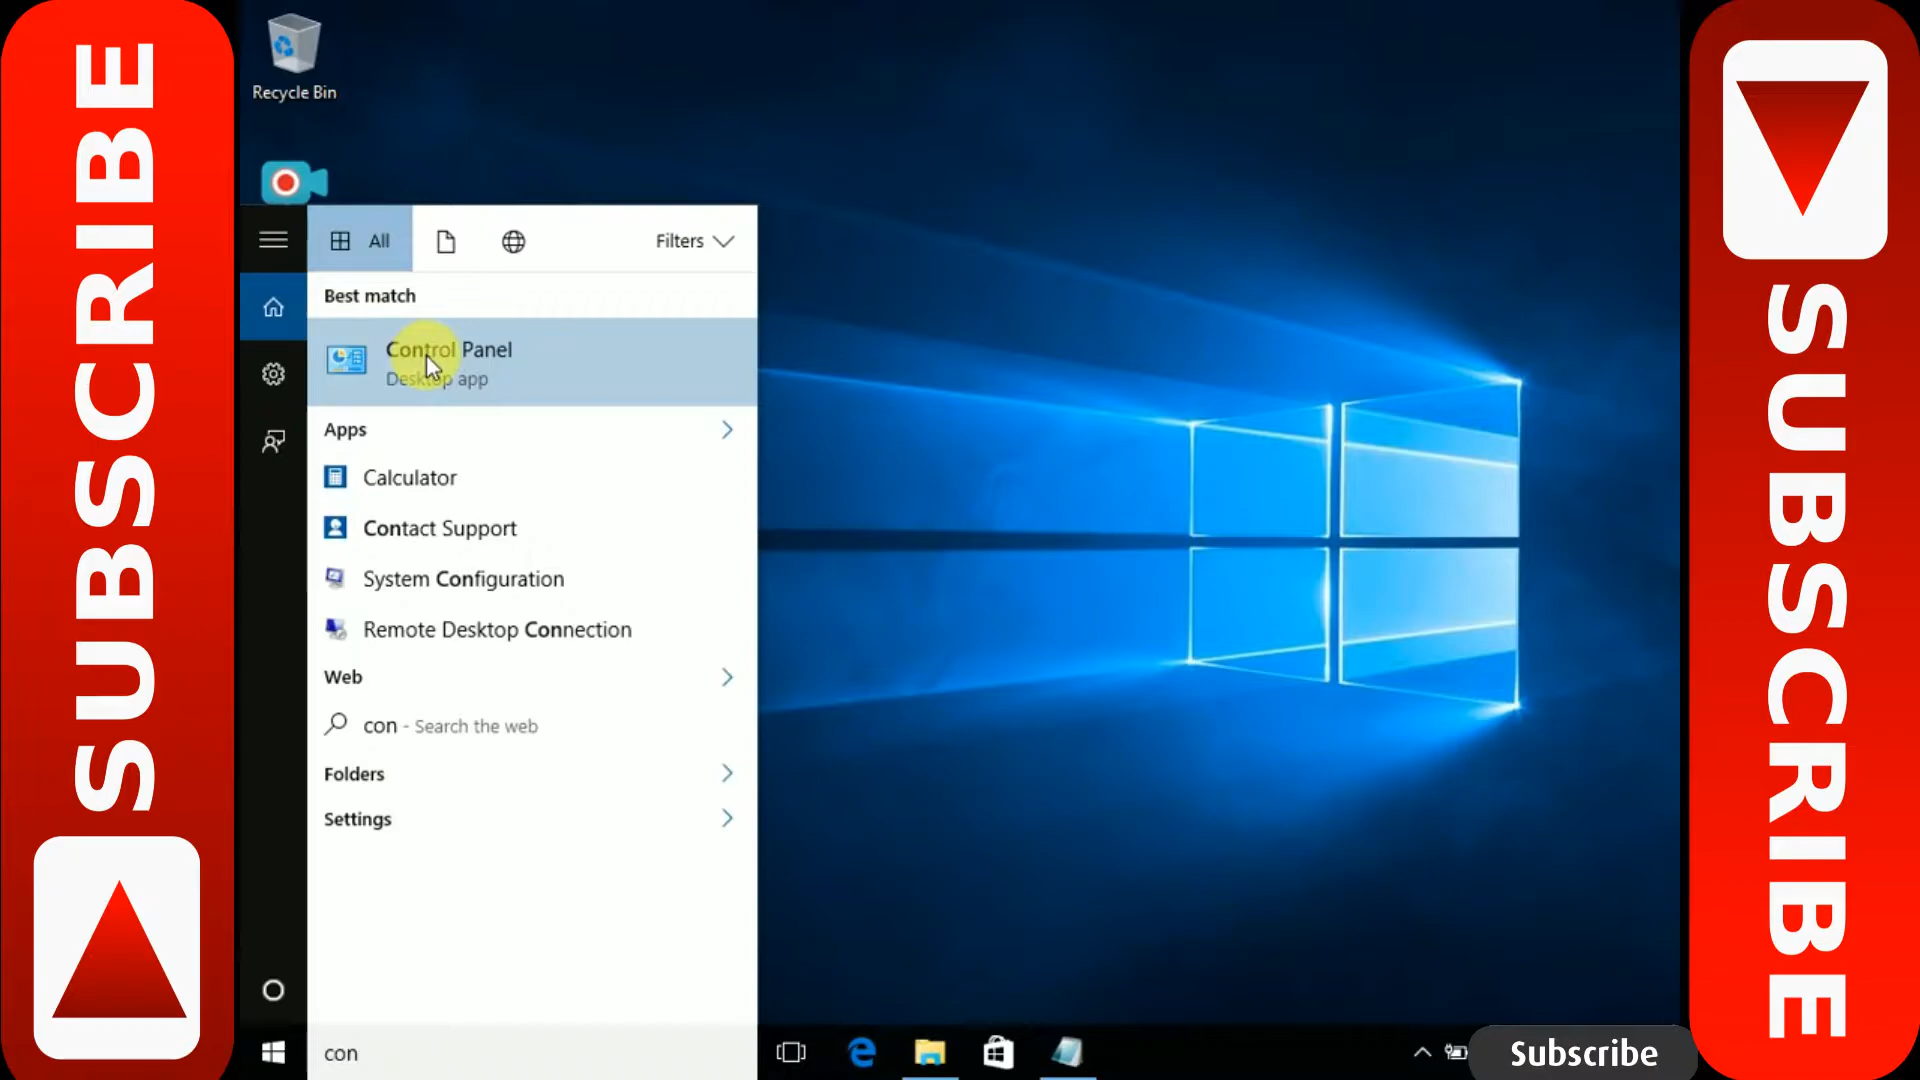 SUBSCRIBE
Recycle Bin
All
Filters
Best match
Control Panel
Desktop app
Apps
Calculator
Contact Support
System Configuration
Remote Desktop Connection
Web
con - Search the web
Folders
Settings
con
Subscribe
SUBSCRIBE